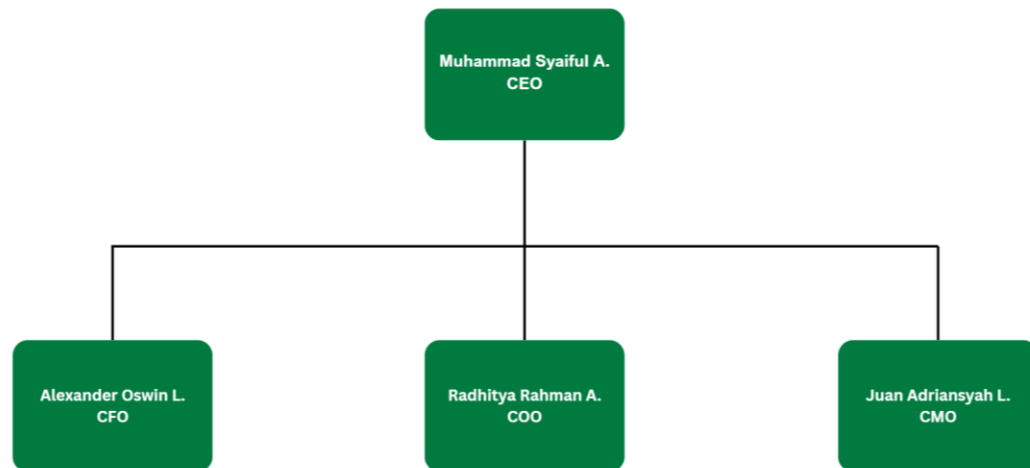 Muhammad Syaiful A.
CEO
Alexander Oswin L.
CFO
Radhitya Rahman A.
COO
Juan Adriansyah L.
CMO